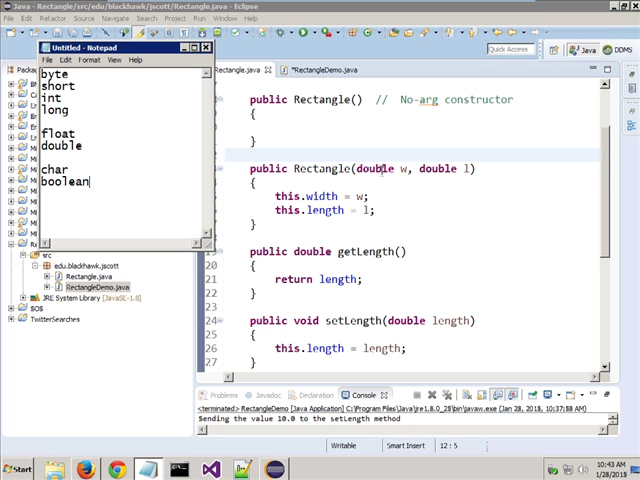 Java - Rectangle/src/edu/blackhawk/jscott/Rectangle.java - Eclipse
Edit Source Refactor Search Project Run Window Help
Quick Access
Java
DDMS
Untitled - Notepad
File Edit Format View Help
byte
short
int
long
float
double
char
boolean
Rectangle.java
*RectangleDemo.java
public Rectangle() // No-arg constructor
{
}
public Rectangle(double w, double l)
{
this.width = w;
this.length = l;
}
public double getLength()
{
20
21 return length;
22 }
23
24 public void setLength(double length)
25 {
26 this.length = length;
27 }
src
edu.blackhawk.jscott
Rectangle.java
RectangleDemo.java
JRE System Library [JavaSE-1.8]
SOS
TwitterSearches
Problems Javadoc Declaration Console
<terminated> RectangleDemo [Java Application] C:\Program Files\Java\jre1.8.0_25\bin\javaw.exe (Jan 28, 2015, 10:37:58 AM)
Sending the value 10.0 to the setLength method
Writable Smart Insert 12 : 5
Start
10:43 AM
1/28/2015